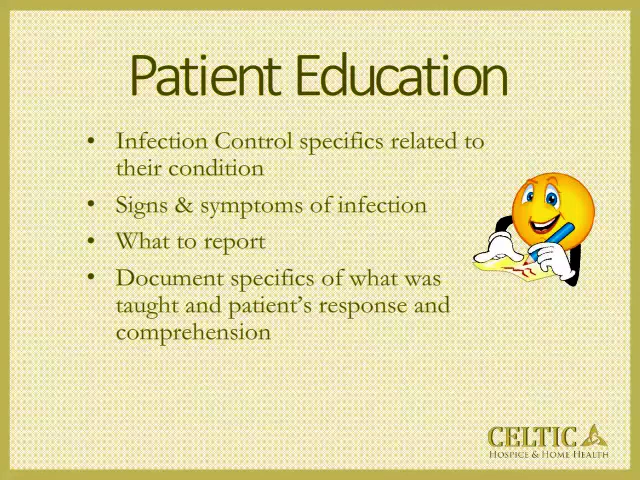 Patient Education
• Infection Control specifics related to
their condition
• Signs & symptoms of infection
• What to report
• Document specifics of what was
taught and patient's response and
comprehension
CELTIC
HOSPICE & HOME HEALTH